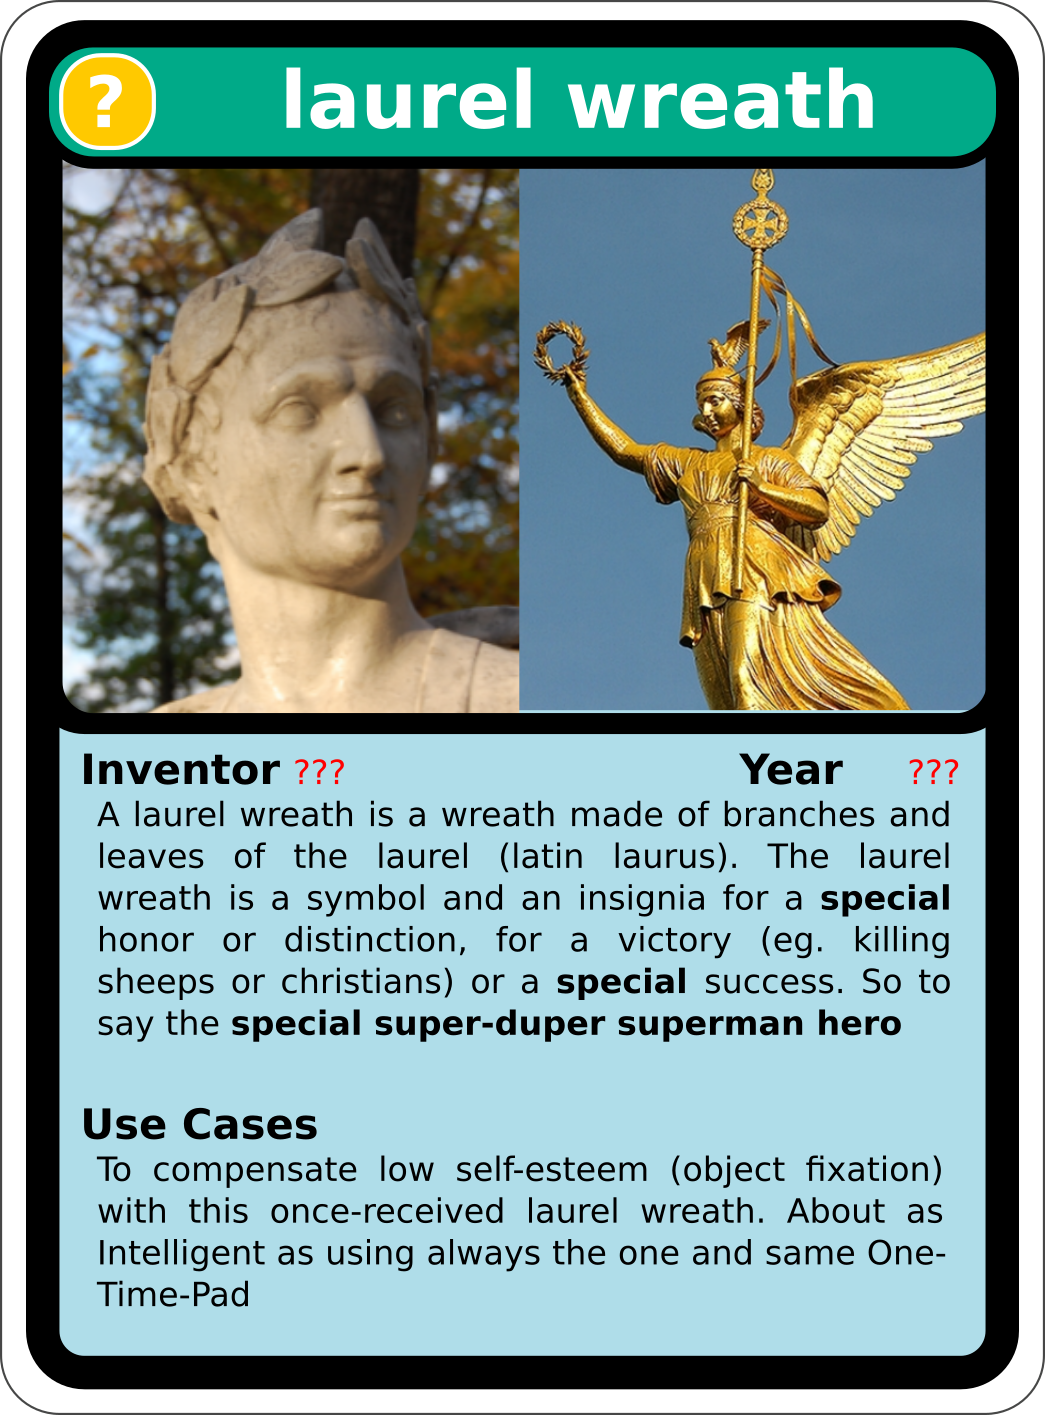 ? laurel wreath
Inventor ??? Year ???
A laurel wreath is a wreath made of branches and
leaves of the laurel (latin laurus). The laurel
wreath is a symbol and an insignia for a special
honor or distinction, for a victory (eg. killing
sheeps or christians) or a special success. So to
say the special super-duper superman hero
Use Cases
To compensate low self-esteem (object fixation)
with this once-received laurel wreath. About as
Intelligent as using always the one and same One-
Time-Pad